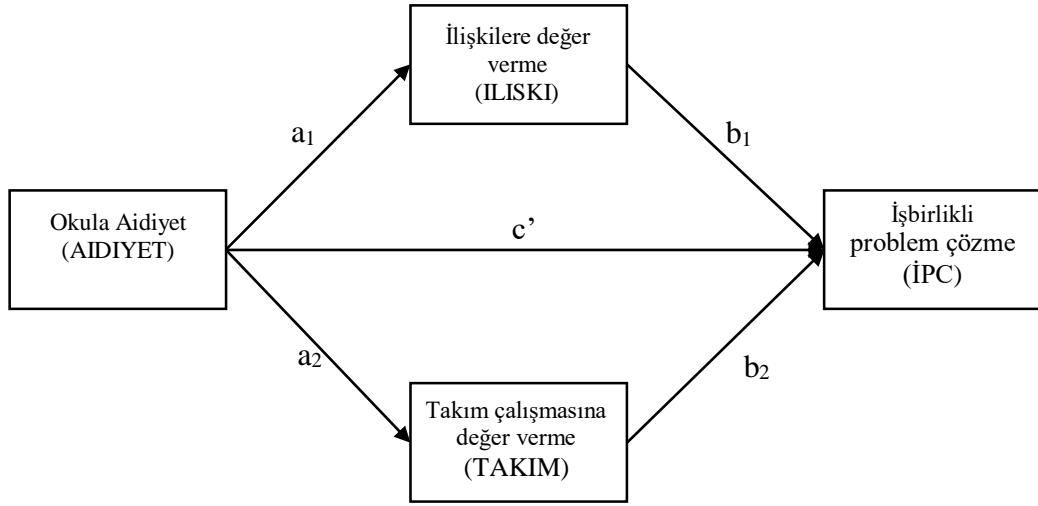 İlişkilere değer
verme
(ILISKI)
a₁
b₁
Okula Aidiyet
(AIDIYET)
c’
İşbirlikli
problem çözme
(İPC)
a₂
b₂
Takım çalışmasına
değer verme
(TAKIM)